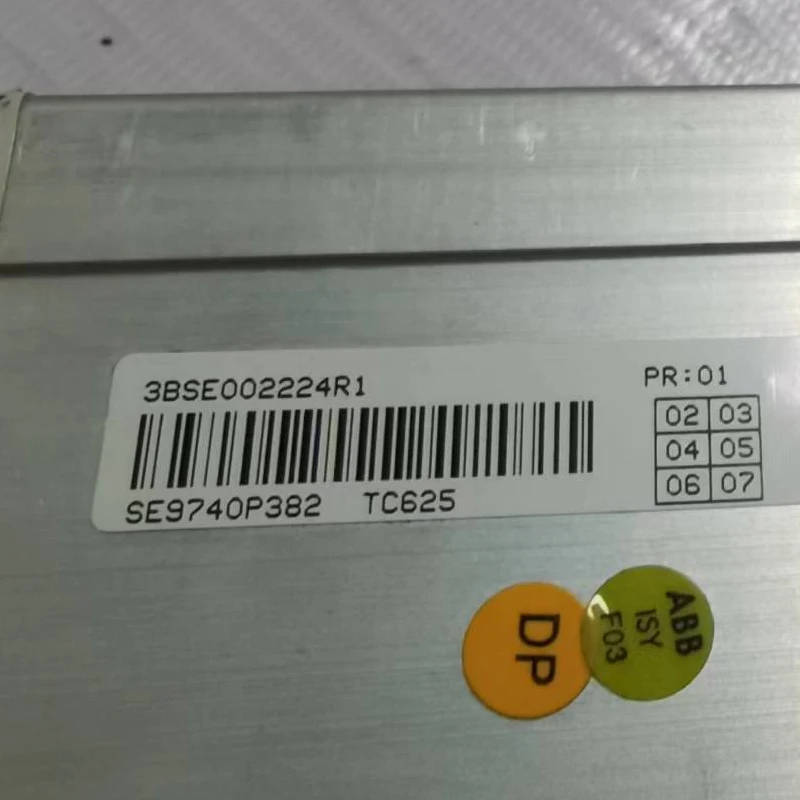 3BSE002224R1
PR:01
02 03
04 05
06 07
SE9740P382 TC625
DP
ABB
ISY
F03